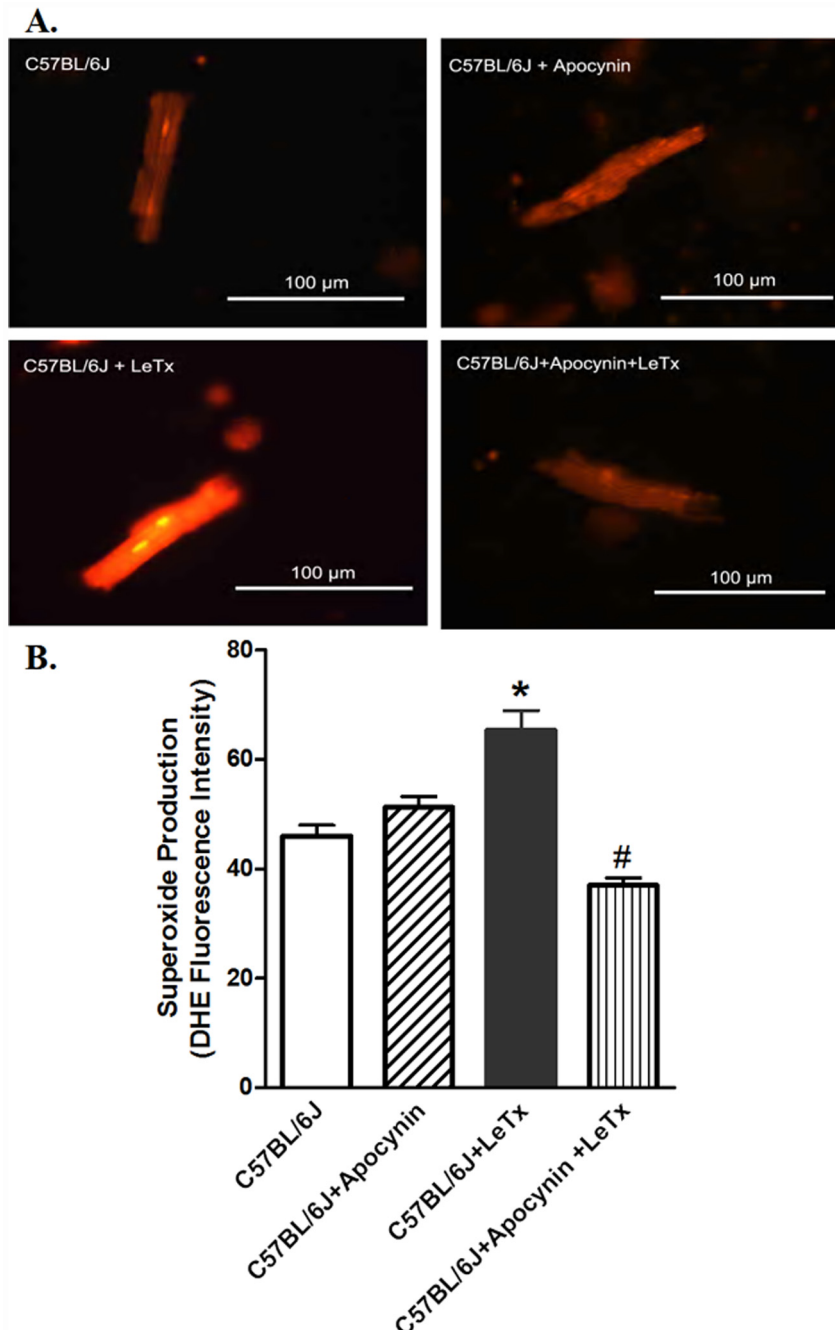 A.
C57BL/6J
100 µm
C57BL/6J + Apocynin
100 µm
C57BL/6J + LeTx
100 µm
C57BL/6J+Apocynin+LeTx
100 µm
B.
Superoxide Production
(DHE Fluorescence Intensity)
80
60
40
20
0
*
#
C57BL/6J
C57BL/6J+Apocynin
C57BL/6J+LeTx
C57BL/6J+Apocynin +LeTx